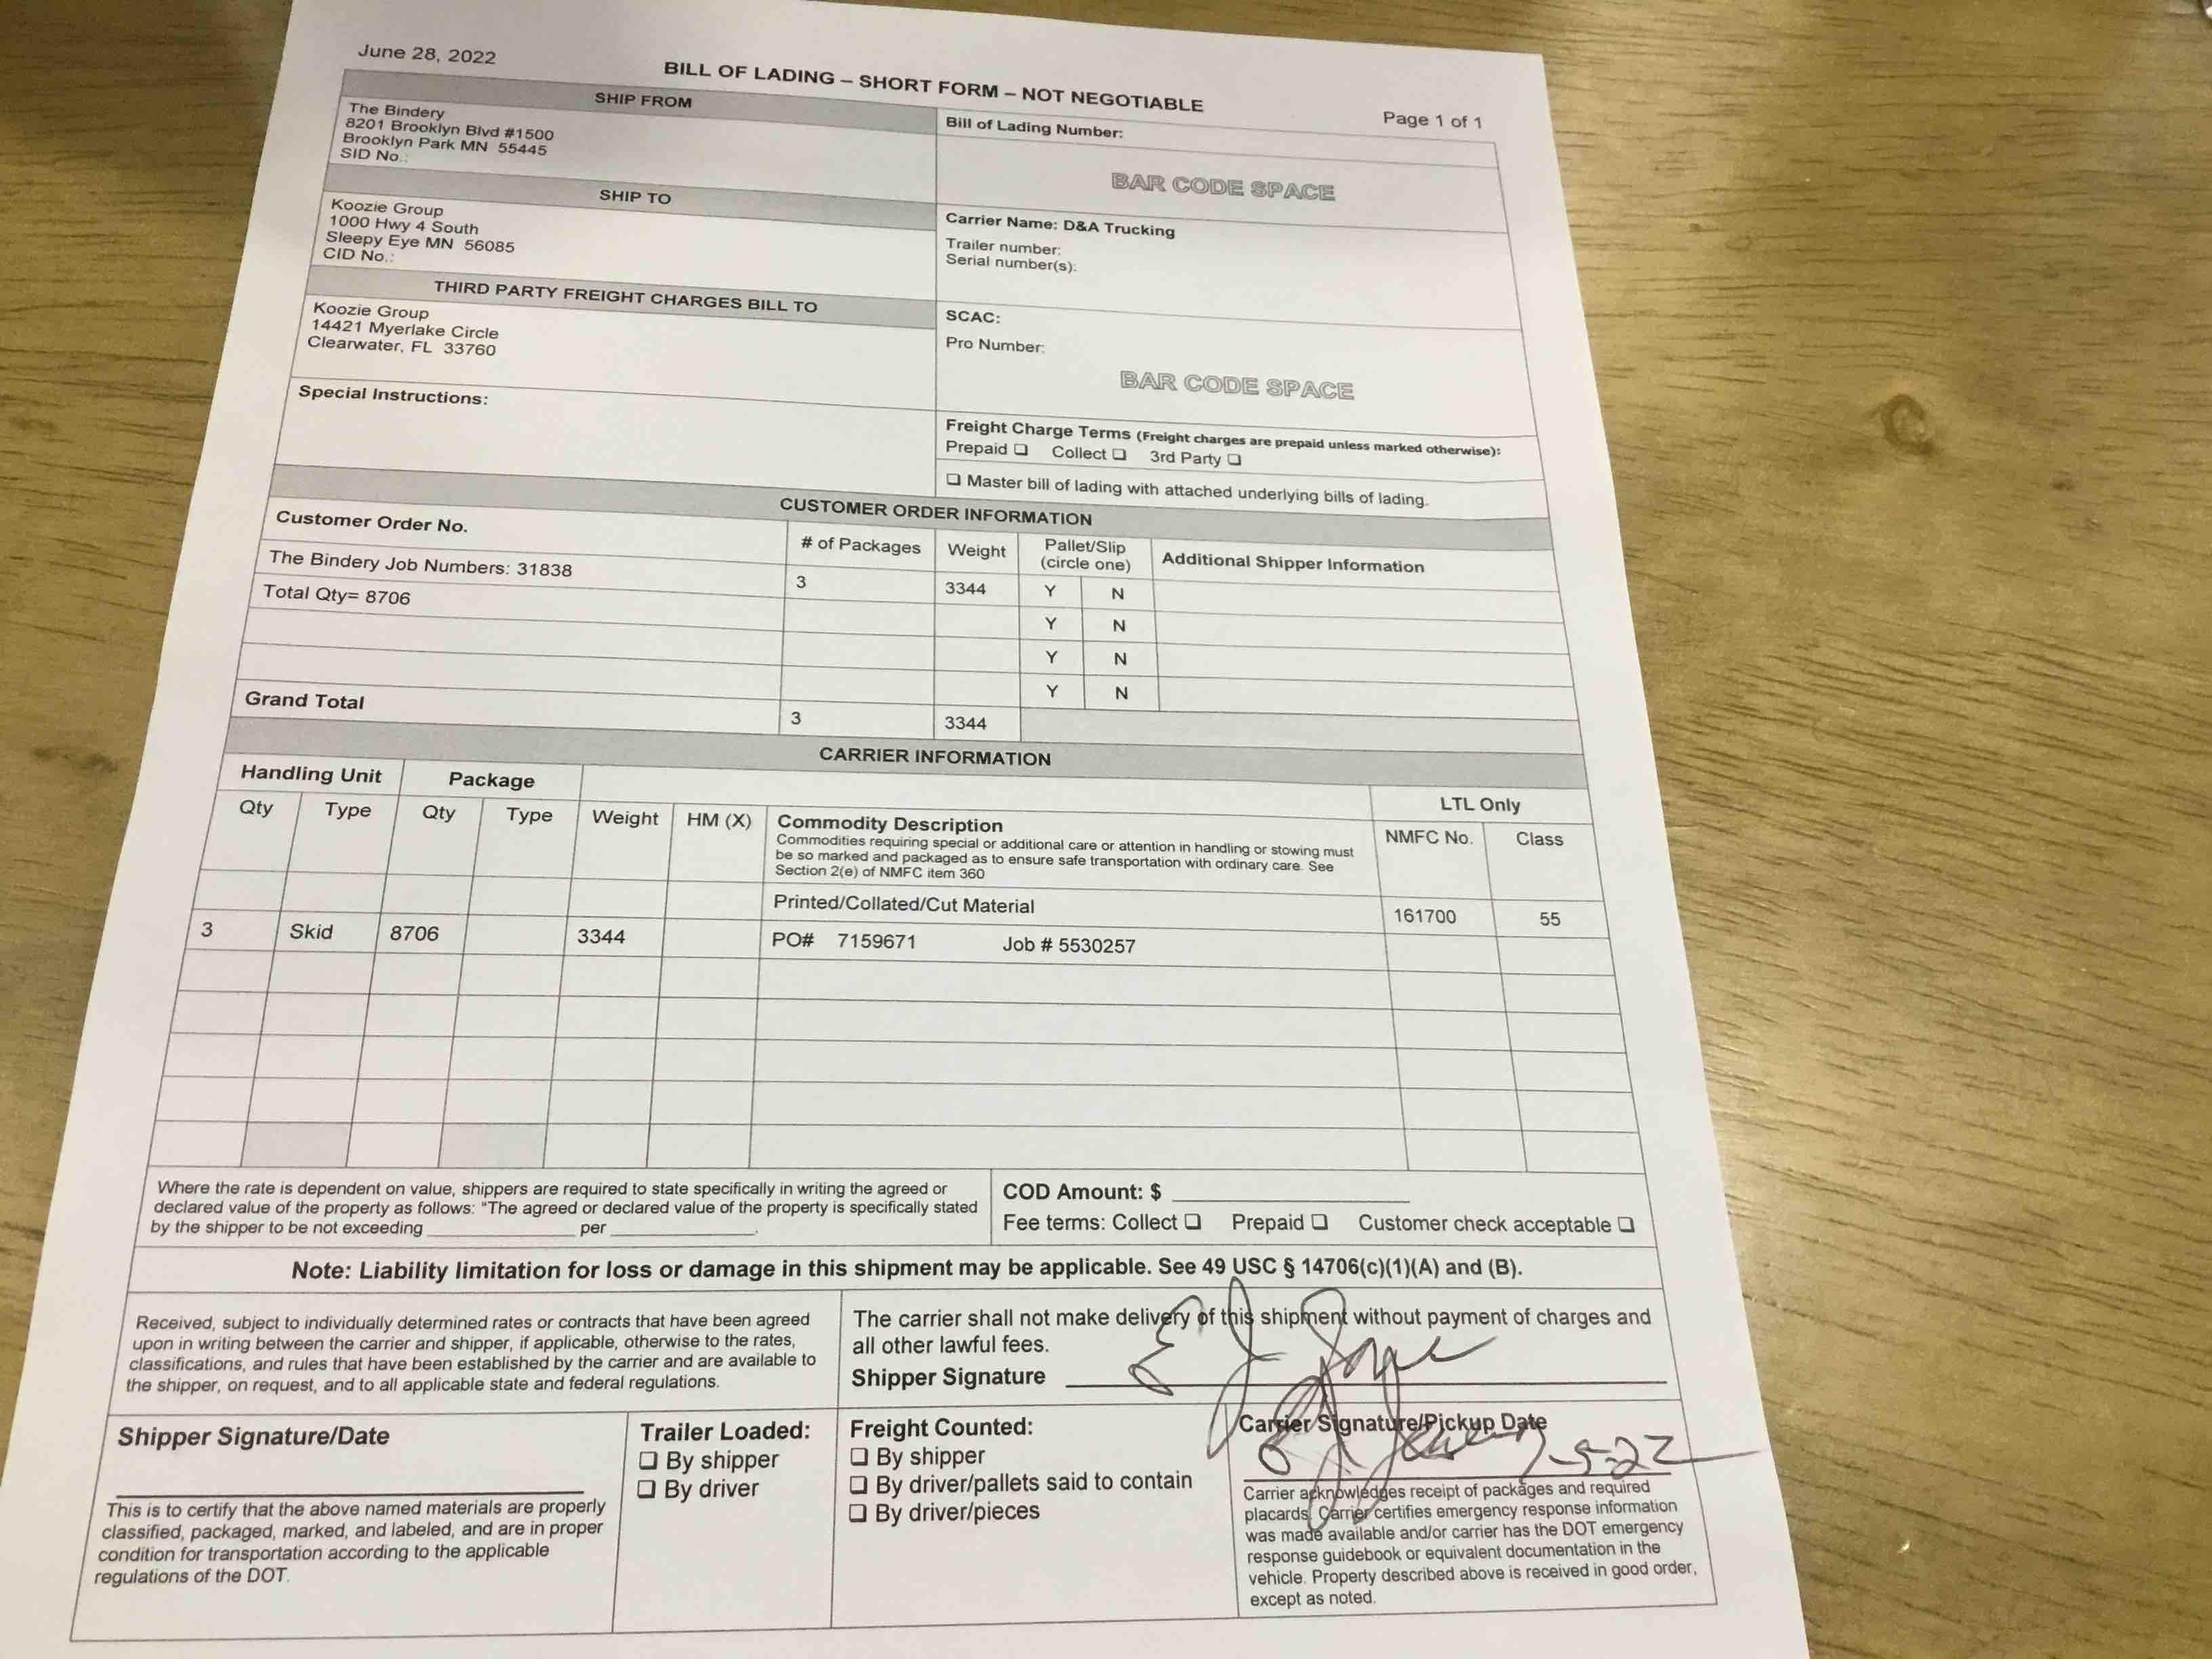 June 28, 2022
BILL OF LADING – SHORT FORM – NOT NEGOTIABLE
Page 1 of 1
SHIP FROM
The Bindery
8201 Brooklyn Blvd #1500
Brooklyn Park MN 55445
SID No.:
Bill of Lading Number:
BAR CODE SPACE
SHIP TO
Koozie Group
1000 Hwy 4 South
Sleepy Eye MN 56085
CID No.:
Carrier Name: D&A Trucking
Trailer number:
Serial number(s):
THIRD PARTY FREIGHT CHARGES BILL TO
Koozie Group
14421 Myerlake Circle
Clearwater, FL 33760
SCAC:
Pro Number:
BAR CODE SPACE
Special Instructions:
Freight Charge Terms (Freight charges are prepaid unless marked otherwise):
Prepaid ❑ Collect ❑ 3rd Party ❑
❑ Master bill of lading with attached underlying bills of lading.
CUSTOMER ORDER INFORMATION
Customer Order No. # of Packages Weight Pallet/Slip (circle one) Additional Shipper Information
The Bindery Job Numbers: 31838 3 3344 Y N
Total Qty= 8706 Y N
Y N
Y N
Grand Total 3 3344
CARRIER INFORMATION
Handling Unit Package LTL Only
Qty Type Qty Type Weight HM (X) Commodity Description NMFC No. Class
Commodities requiring special or additional care or attention in handling or stowing must
be so marked and packaged as to ensure safe transportation with ordinary care. See
Section 2(e) of NMFC item 360
Printed/Collated/Cut Material 161700 55
3 Skid 8706 3344 PO# 7159671 Job # 5530257
Where the rate is dependent on value, shippers are required to state specifically in writing the agreed or
declared value of the property as follows: "The agreed or declared value of the property is specifically stated
by the shipper to be not exceeding ____ per ____.
COD Amount: $ ____
Fee terms: Collect ❑ Prepaid ❑ Customer check acceptable ❑
Note: Liability limitation for loss or damage in this shipment may be applicable. See 49 USC § 14706(c)(1)(A) and (B).
Received, subject to individually determined rates or contracts that have been agreed
upon in writing between the carrier and shipper, if applicable, otherwise to the rates,
classifications, and rules that have been established by the carrier and are available to
the shipper, on request, and to all applicable state and federal regulations.
The carrier shall not make delivery of this shipment without payment of charges and
all other lawful fees.
Shipper Signature
Shipper Signature/Date
This is to certify that the above named materials are properly
classified, packaged, marked, and labeled, and are in proper
condition for transportation according to the applicable
regulations of the DOT.
Trailer Loaded:
❑ By shipper
❑ By driver
Freight Counted:
❑ By shipper
❑ By driver/pallets said to contain
❑ By driver/pieces
Carrier Signature/Pickup Date
7-5-22
Carrier acknowledges receipt of packages and required
placards. Carrier certifies emergency response information
was made available and/or carrier has the DOT emergency
response guidebook or equivalent documentation in the
vehicle. Property described above is received in good order,
except as noted.